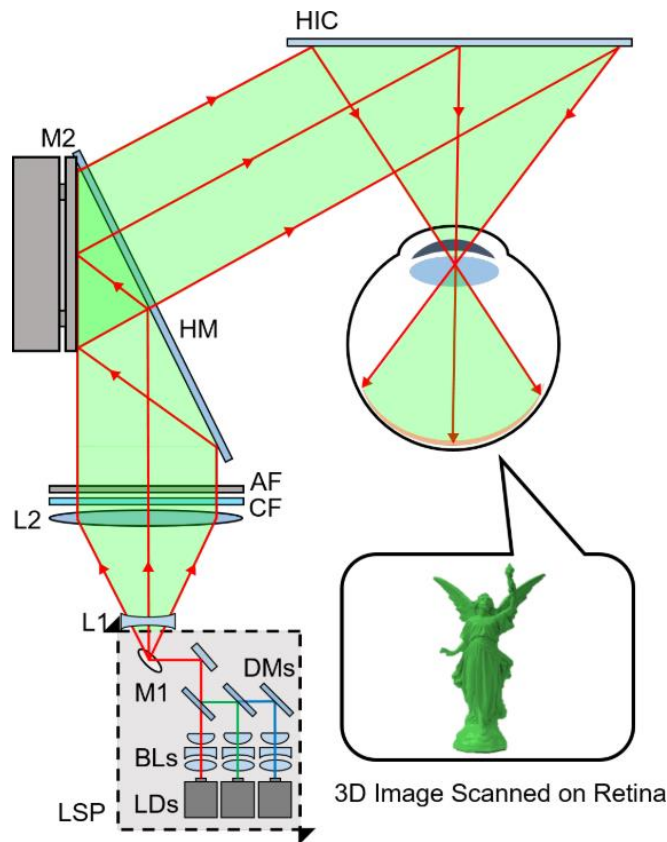 HIC
M2
HM
AF
CF
L2
L1
M1
DMs
BLs
LDs
LSP
3D Image Scanned on Retina